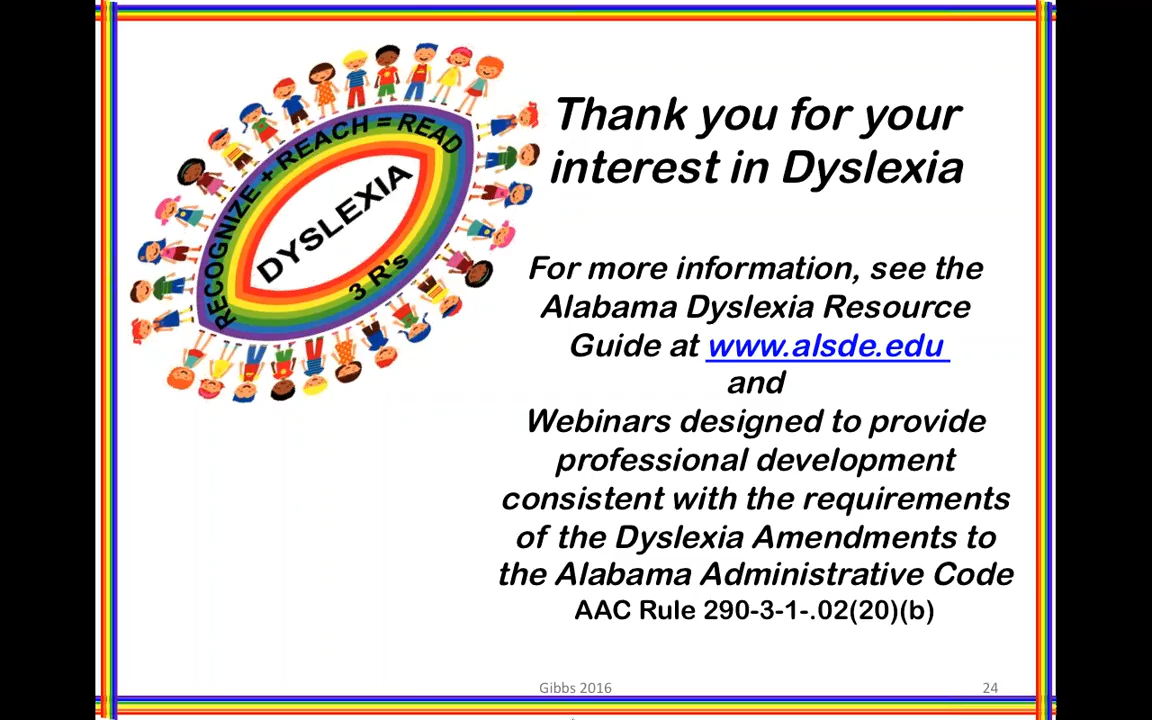 RECOGNIZE + REACH = READ
DYSLEXIA
3 R's
Thank you for your
interest in Dyslexia
For more information, see the
Alabama Dyslexia Resource
Guide at www.alsde.edu
and
Webinars designed to provide
professional development
consistent with the requirements
of the Dyslexia Amendments to
the Alabama Administrative Code
AAC Rule 290-3-1-.02(20)(b)
Gibbs 2016
24